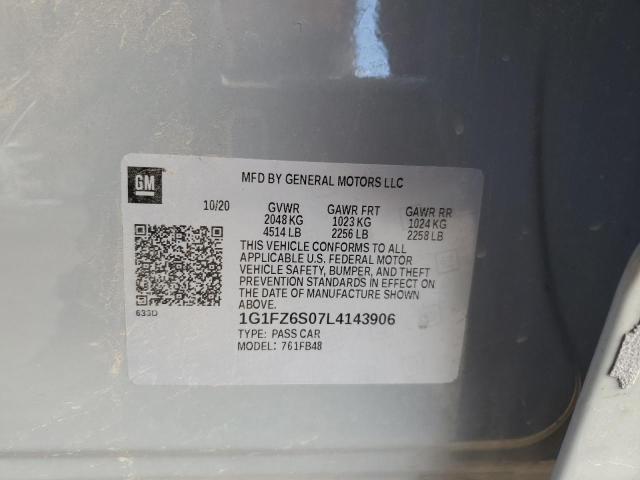 GM
MFD BY GENERAL MOTORS LLC
10/20 GVWR GAWR FRT GAWR RR
2048 KG 1023 KG 1024 KG
4514 LB 2256 LB 2258 LB
THIS VEHICLE CONFORMS TO ALL
APPLICABLE U.S. FEDERAL MOTOR
VEHICLE SAFETY, BUMPER, AND THEFT
PREVENTION STANDARDS IN EFFECT ON
THE DATE OF MANUFACTURE SHOWN
ABOVE.
633D
1G1FZ6S07L4143906
TYPE: PASS CAR
MODEL: 761FB48